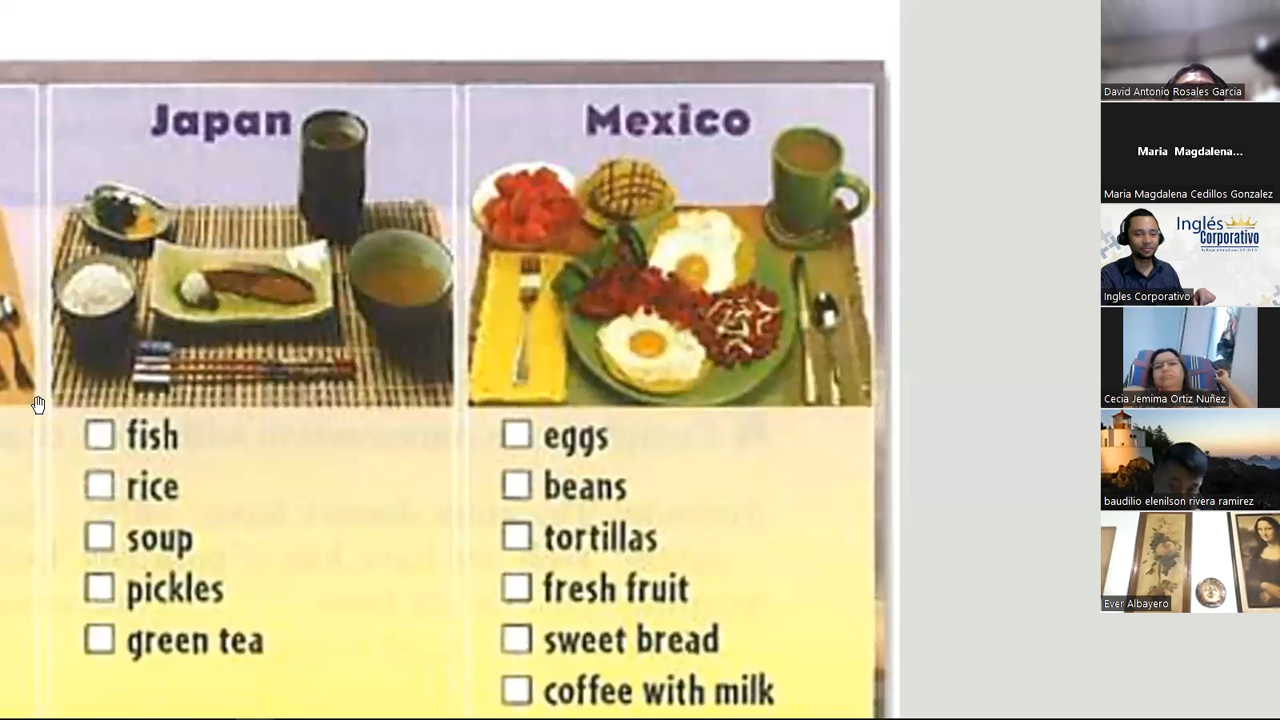 Japan
fish
rice
soup
pickles
green tea
Mexico
eggs
beans
tortillas
fresh fruit
sweet bread
coffee with milk
David Antonio Rosales Garcia
Maria Magdalena...
Maria Magdalena Cedillos Gonzalez
Inglés
Corporativo
Ingles Corporativo
Cecia Jemima Ortiz Nuñez
baudilio elenilson rivera ramirez
Ever Albayero